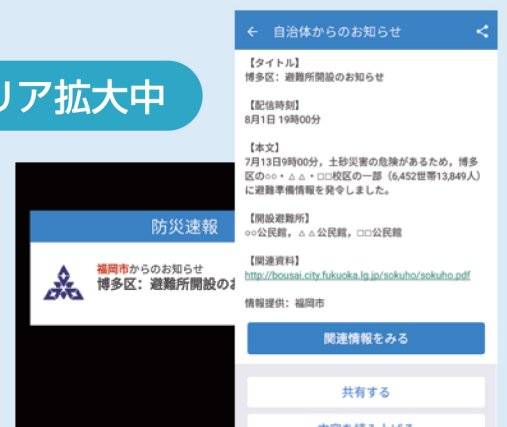 リア拡大中
防災速報
福岡市からのお知らせ
博多区：避難所開設のお
← 自治体からのお知らせ
【タイトル】
博多区：避難所開設のお知らせ
【配信時刻】
8月1日 19時00分
【本文】
7月13日9時00分，土砂災害の危険があるため，博多
区の○○・△△・□□校区の一部（6,452世帯13,849人）
に避難準備情報を発令しました。
【開設避難所】
○○公民館，△△公民館，□□公民館
【関連資料】
http://bousai.city.fukuoka.lg.jp/sokuho/sokuho.pdf
情報提供：福岡市
関連情報をみる
共有する